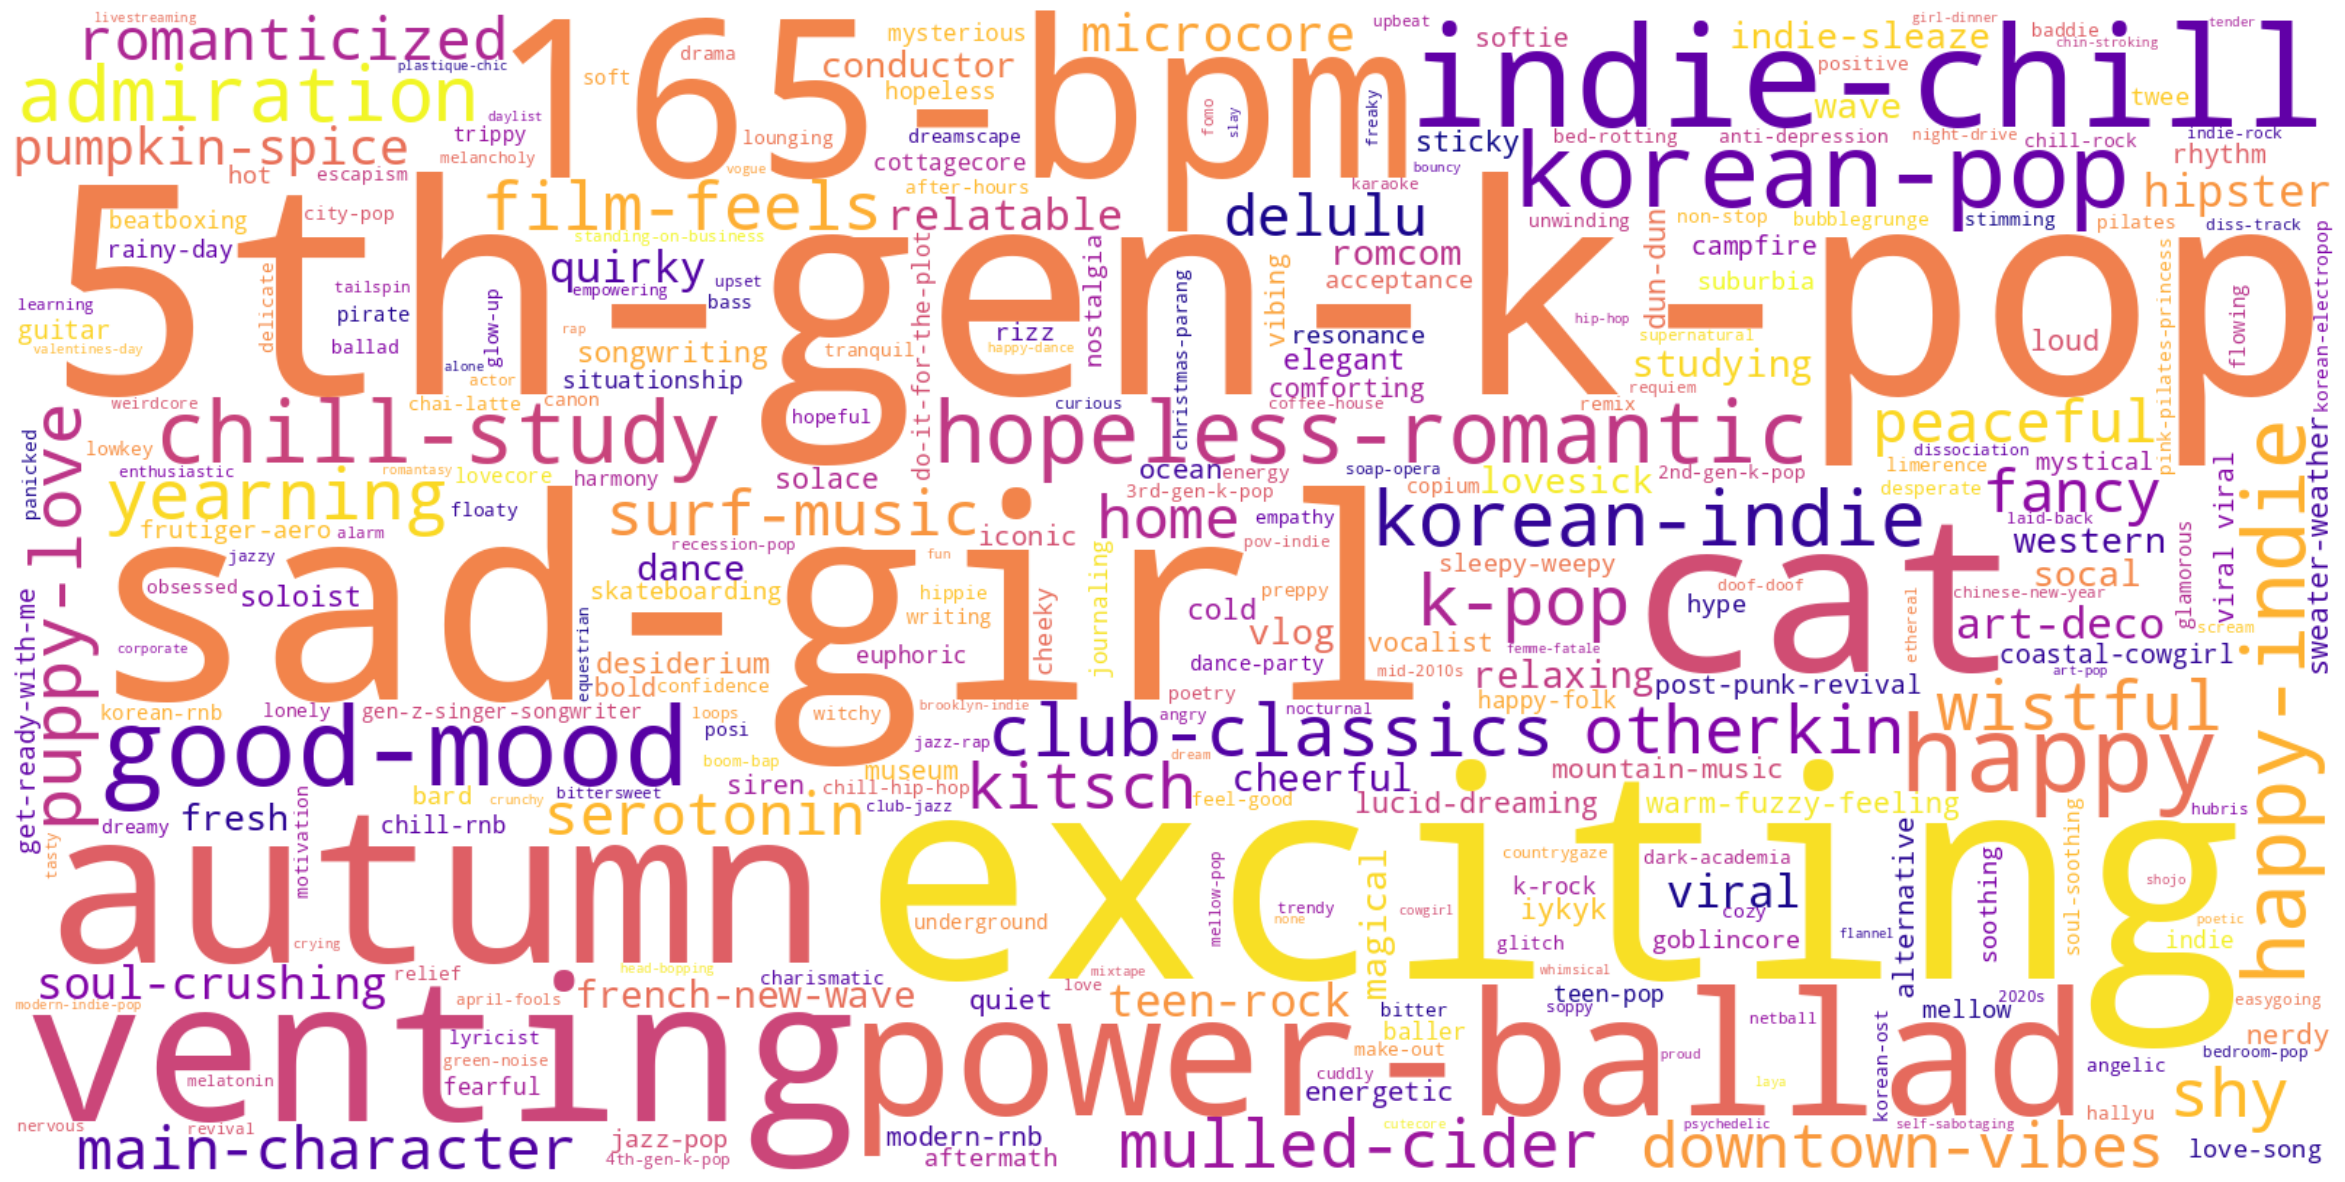 livestreaming
romanticized
plastique-chic
admiration
daylist
pumpkin-spice
trippy
melancholy
hot
escapism
165-bpm
soft
drama
lounging
vogue
mysterious
conductor
hopeless
dreamscape
cottagecore
after-hours
microcore
fomo
slay
freaky
upbeat
softie
indie-chill
indie-sleaze
girl-dinner
baddie
chin-stroking
tender
positive
wave
twee
sticky
bed-rotting
anti-depression
night-drive
chill-rock
indie-rock
rhythm
bouncy
korean-pop
hipster
5th-gen-k-pop
beatboxing
city-pop
rainy-day
film-feels
standing-on-business
relatable
delulu
karaoke
unwinding
non-stop
bubblegrunge
stimming
pilates
diss-track
romcom
acceptance
campfire
suburbia
dun-dun
quirky
empowering
upset
bass
learning
guitar
valentines-day
delicate
tailspin
pirate
ballad
glow-up
alone
rap
songwriting
situationship
actor
tranquil
rizz
happy-dance
do-it-for-the-plot
nostalgia
christmas-parang
vibing
resonance
elegant
comforting
hip-hop
supernatural
studying
requiem
loud
flowing
pink-pilates-princess
korean-electropop
weirdcore
chai-latte
canon
hopeful
curious
coffee-house
remix
lowkey
chill-study
hopeless-romantic
peaceful
dissociation
panicked
puppy-love
enthusiastic
romantasy
lovecore
harmony
solace
ocean
energy
soap-opera
copium
lovesick
2nd-gen-k-pop
limerence
desperate
mystical
fancy
viral viral
happy-indie
sweater-weather
yearning
floaty
frutiger-aero
alarm
surf-music
iconic
3rd-gen-k-pop
home
empathy
pov-indie
korean-indie
laid-back
western
sad-girl
jazzy
obsessed
soloist
recession-pop
dance
skateboarding
fun
hippie
writing
cheeky
journaling
preppy
cold
vlog
sleepy-weepy
k-pop
cat
doof-doof
hype
socal
chinese-new-year
glamorous
art-deco
scream
ethereal
coastal-cowgirl
art-pop
get-ready-with-me
corporate
equestrian
desiderium
bold
confidence
euphoric
dance-party
vocalist
mid-2010s
femme-fatale
relaxing
post-punk-revival
korean-rnb
lonely
gen-z-singer-songwriter
loops
posi
witchy
brooklyn-indie
poetry
angry
nocturnal
happy-folk
good-mood
jazz-rap
club-classics
dream
otherkin
wistful
boom-bap
museum
siren
chill-hip-hop
club-jazz
kitsch
cheerful
feel-good
mountain-music
lucid-dreaming
warm-fuzzy-feeling
happy
hubris
dreamy
fresh
motivation
bard
crunchy
bittersweet
chill-rnb
serotonin
tasty
autumn
crying
exciting
underground
mellow-pop
trendy
none
magical
cowgirl
countrygaze
k-rock
iykyk
glitch
dark-academia
viral
cozy
goblincore
flannel
alternative
soothing
soul-soothing
shojo
poetic
indie
soul-crushing
relief
head-bopping
charismatic
love
mixtape
whimsical
modern-indie-pop
april-fools
french-new-wave
quiet
teen-rock
bitter
baller
teen-pop
soppy
netball
2020s
mellow
easygoing
nerdy
venting
lyricist
green-noise
melatonin
fearful
power-ballad
make-out
cuddly
energetic
proud
laya
korean-ost
bedroom-pop
angelic
shy
hallyu
nervous
revival
main-character
jazz-pop
4th-gen-k-pop
modern-rnb
aftermath
mulled-cider
cutecore
psychedelic
self-sabotaging
downtown-vibes
love-song